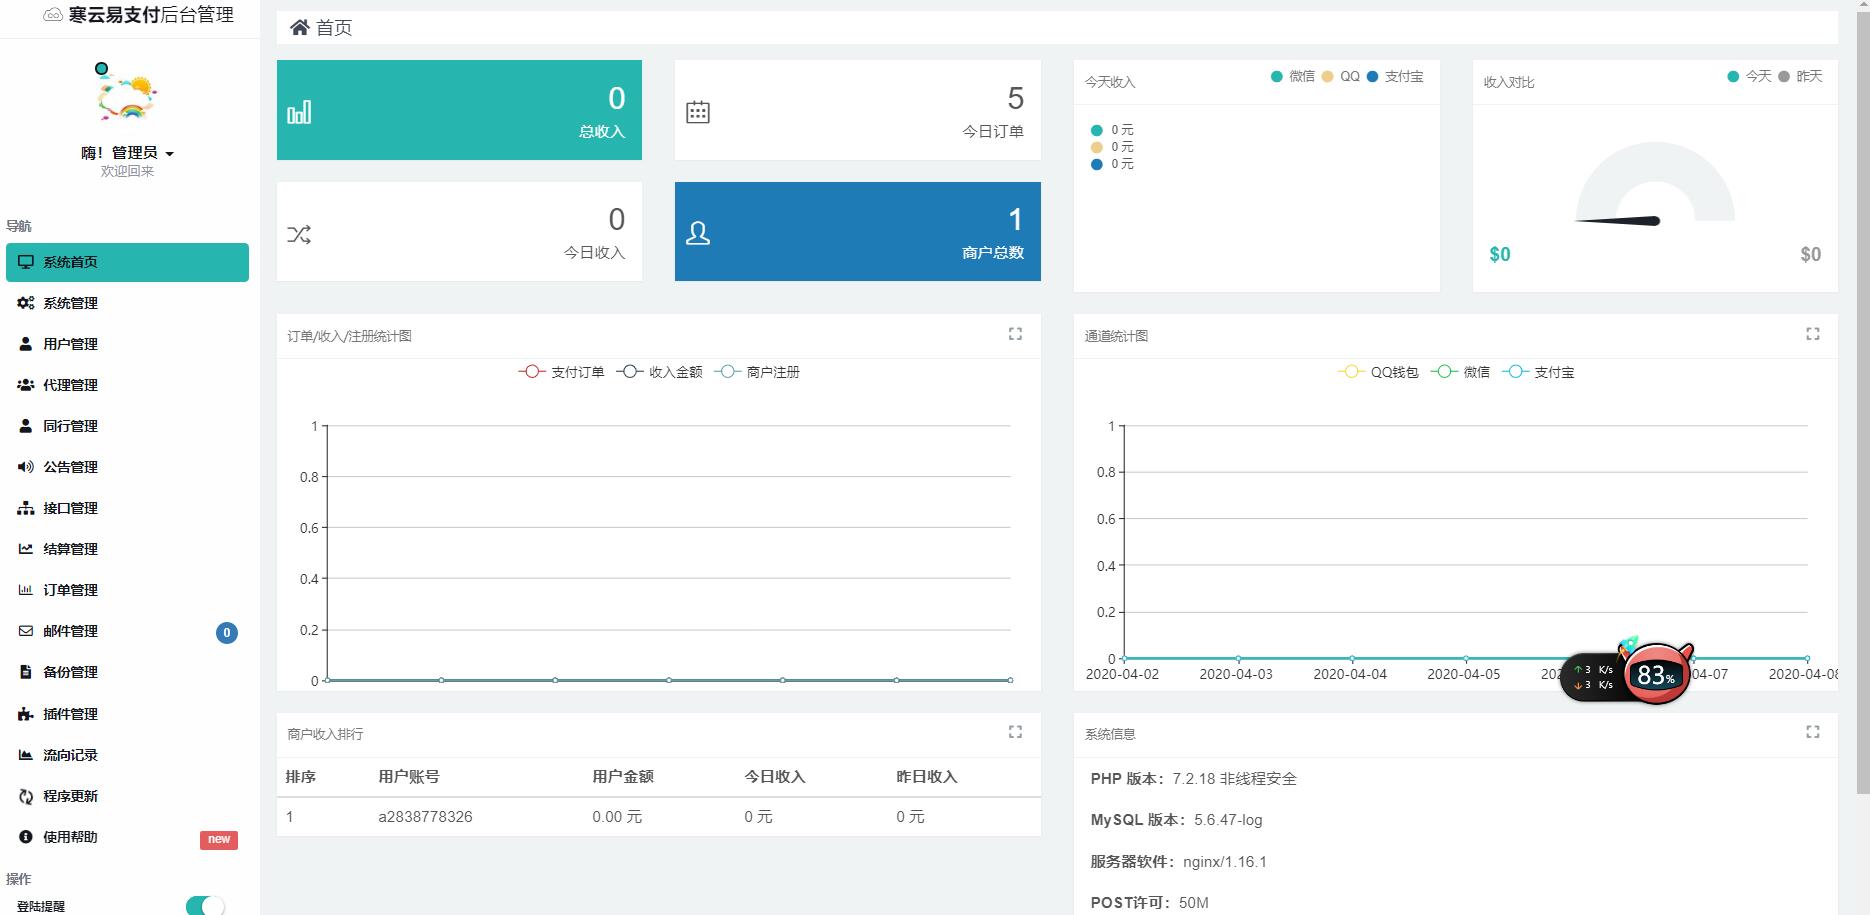 寒云易支付后台管理
嗨！管理员
欢迎回来
导航
系统首页
系统管理
用户管理
代理管理
同行管理
公告管理
接口管理
结算管理
订单管理
邮件管理 0
备份管理
插件管理
流向记录
程序更新
使用帮助 new
操作
登陆提醒
首页
0
总收入
5
今日订单
0
今日收入
1
商户总数
今天收入 微信 QQ 支付宝
0 元
0 元
0 元
收入对比 今天 昨天
$0 $0
订单/收入/注册统计图
支付订单 收入金额 商户注册
1
0.8
0.6
0.4
0.2
0
通道统计图
QQ钱包 微信 支付宝
1
0.8
0.6
0.4
0.2
0
2020-04-02 2020-04-03 2020-04-04 2020-04-05 202 04-07 2020-04-08
3 K/s
3 K/s
83%
商户收入排行
排序 用户账号 用户金额 今日收入 昨日收入
1 a2838778326 0.00 元 0 元 0 元
系统信息
PHP 版本：7.2.18 非线程安全
MySQL 版本：5.6.47-log
服务器软件：nginx/1.16.1
POST许可：50M